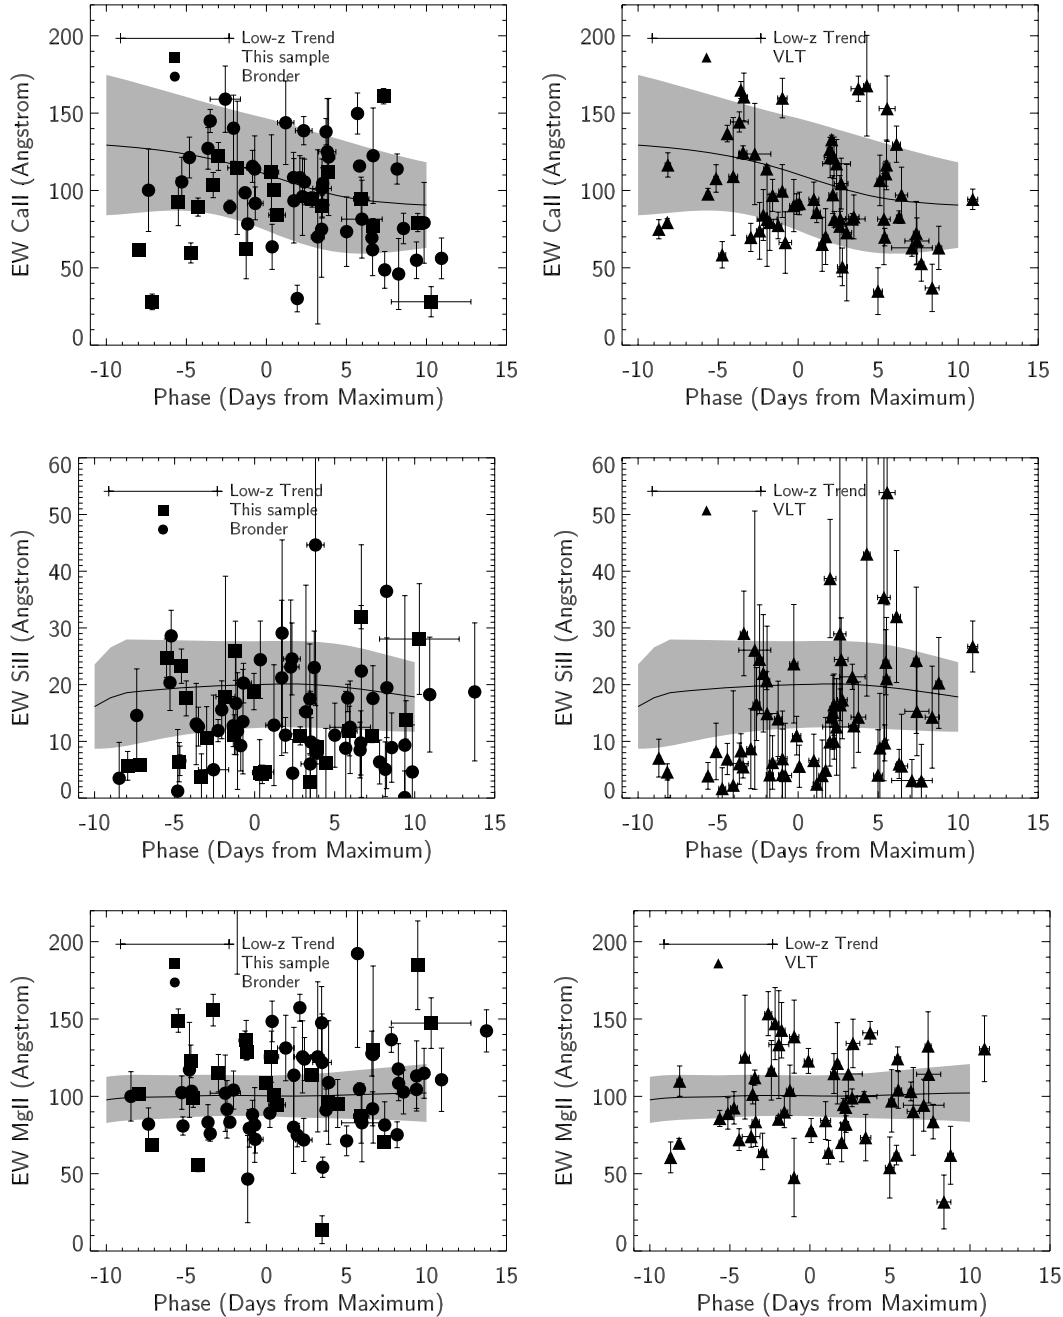 200
150
100
50
0
EW CaII (Angstrom)
Low-z Trend
This sample
Bronder
-10 -5 0 5 10 15
Phase (Days from Maximum)
200
150
100
50
0
EW CaII (Angstrom)
Low-z Trend
VLT
-10 -5 0 5 10 15
Phase (Days from Maximum)
60
50
40
30
20
10
0
EW SiII (Angstrom)
Low-z Trend
This sample
Bronder
-10 -5 0 5 10 15
Phase (Days from Maximum)
60
50
40
30
20
10
0
EW SiII (Angstrom)
Low-z Trend
VLT
-10 -5 0 5 10 15
Phase (Days from Maximum)
200
150
100
50
0
EW MgII (Angstrom)
Low-z Trend
This sample
Bronder
-10 -5 0 5 10 15
Phase (Days from Maximum)
200
150
100
50
0
EW MgII (Angstrom)
Low-z Trend
VLT
-10 -5 0 5 10 15
Phase (Days from Maximum)